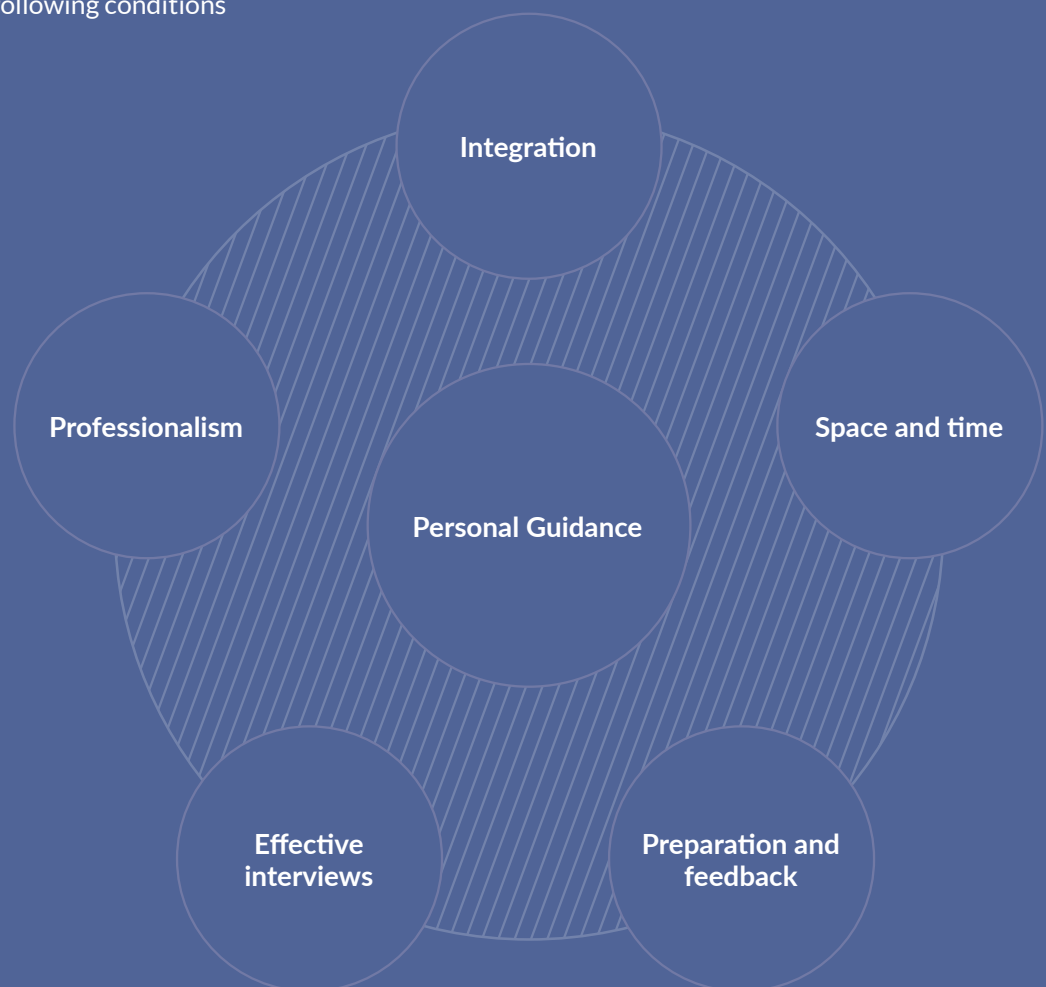 ollowing conditions
Integration
Professionalism
Space and time
Personal Guidance
Effective
interviews
Preparation and
feedback